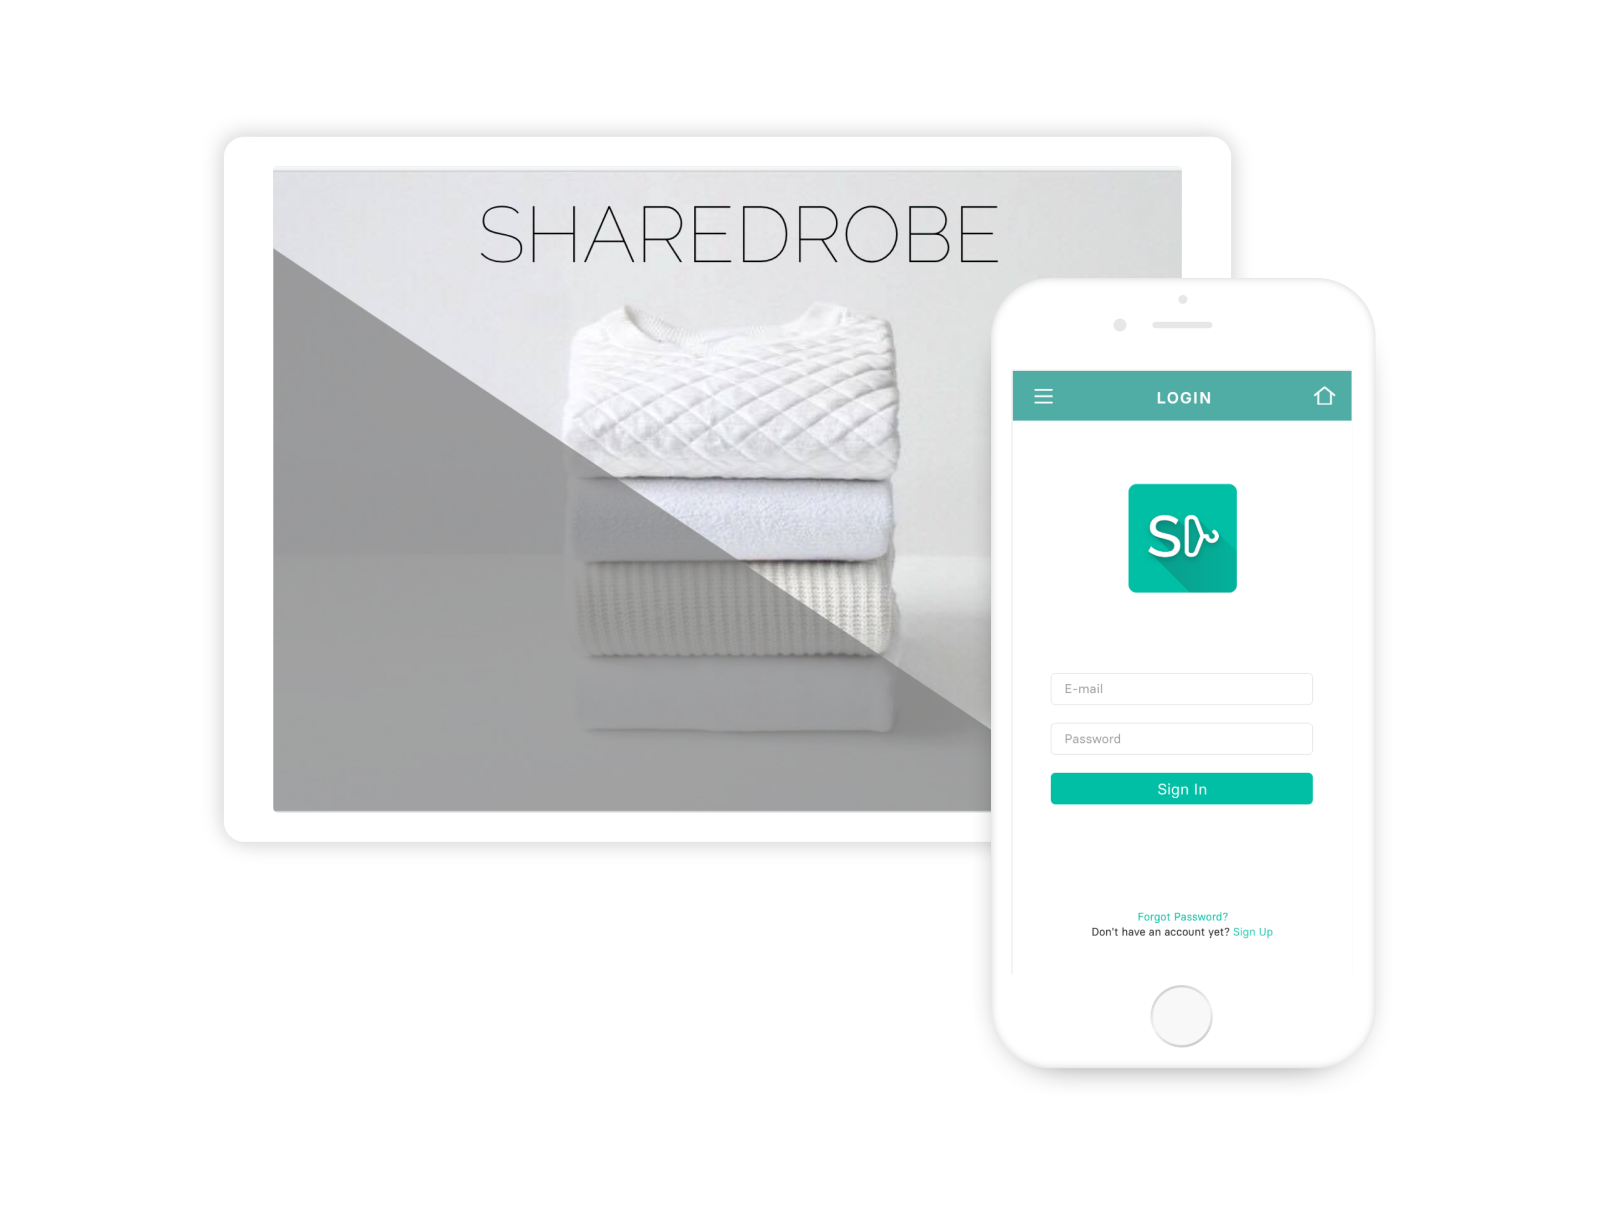 SHAREDROBE
LOGIN
SD
E-mail
Password
Sign In
Forgot Password?
Don't have an account yet? Sign Up